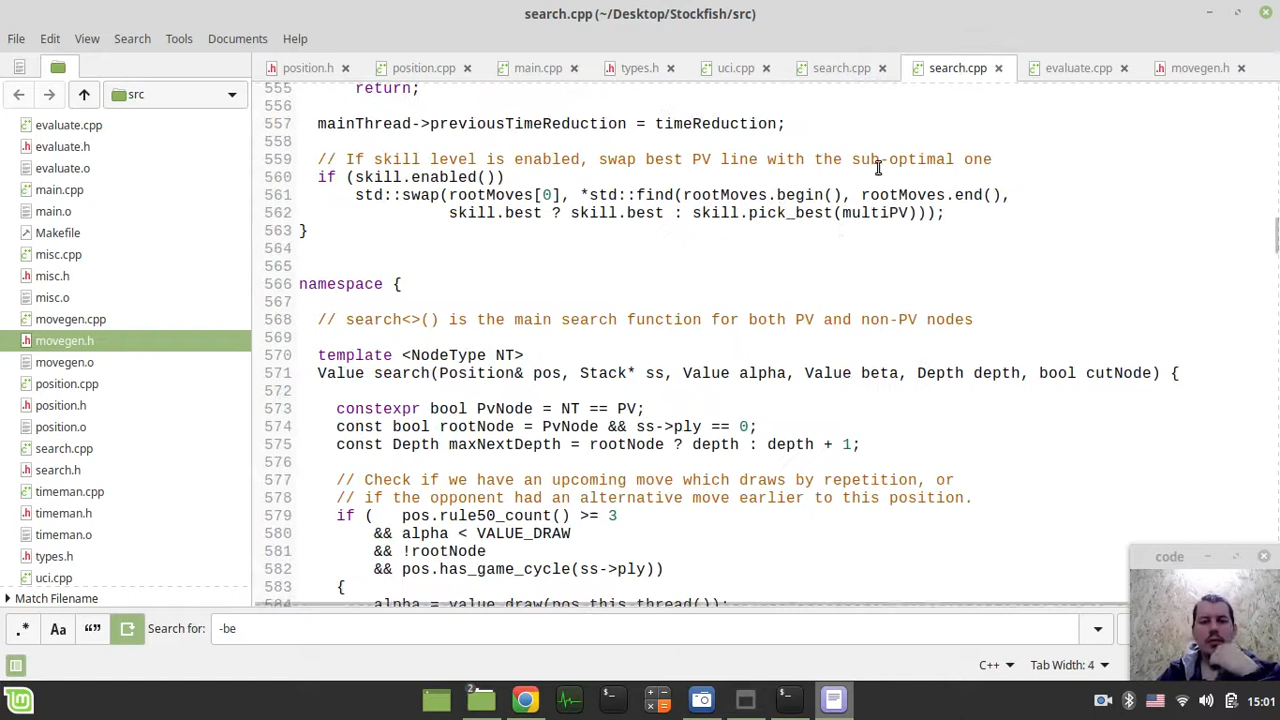 search.cpp (~/Desktop/Stockfish/src)
File Edit View Search Tools Documents Help
position.h position.cpp main.cpp types.h uci.cpp search.cpp search.cpp evaluate.cpp movegen.h
src
evaluate.cpp
evaluate.h
evaluate.o
main.cpp
main.o
Makefile
misc.cpp
misc.h
misc.o
movegen.cpp
movegen.h
movegen.o
position.cpp
position.h
position.o
search.cpp
search.h
timeman.cpp
timeman.h
timeman.o
types.h
uci.cpp
Match Filename
555 return;
556
557 mainThread->previousTimeReduction = timeReduction;
558
559 // If skill level is enabled, swap best PV line with the sub-optimal one
560 if (skill.enabled())
561 std::swap(rootMoves[0], *std::find(rootMoves.begin(), rootMoves.end(),
562 skill.best ? skill.best : skill.pick_best(multiPV)));
563 }
564
565
566 namespace {
567
568 // search<>() is the main search function for both PV and non-PV nodes
569
570 template <NodeType NT>
571 Value search(Position& pos, Stack* ss, Value alpha, Value beta, Depth depth, bool cutNode) {
572
573 constexpr bool PvNode = NT == PV;
574 const bool rootNode = PvNode && ss->ply == 0;
575 const Depth maxNextDepth = rootNode ? depth : depth + 1;
576
577 // Check if we have an upcoming move which draws by repetition, or
578 // if the opponent had an alternative move earlier to this position.
579 if ( pos.rule50_count() >= 3
580 && alpha < VALUE_DRAW
581 && !rootNode
582 && pos.has_game_cycle(ss->ply))
583 {
584 alpha = value_draw(pos.this_thread());
code
.* Aa “” Search for: -be
C++ Tab Width: 4
2
15:01